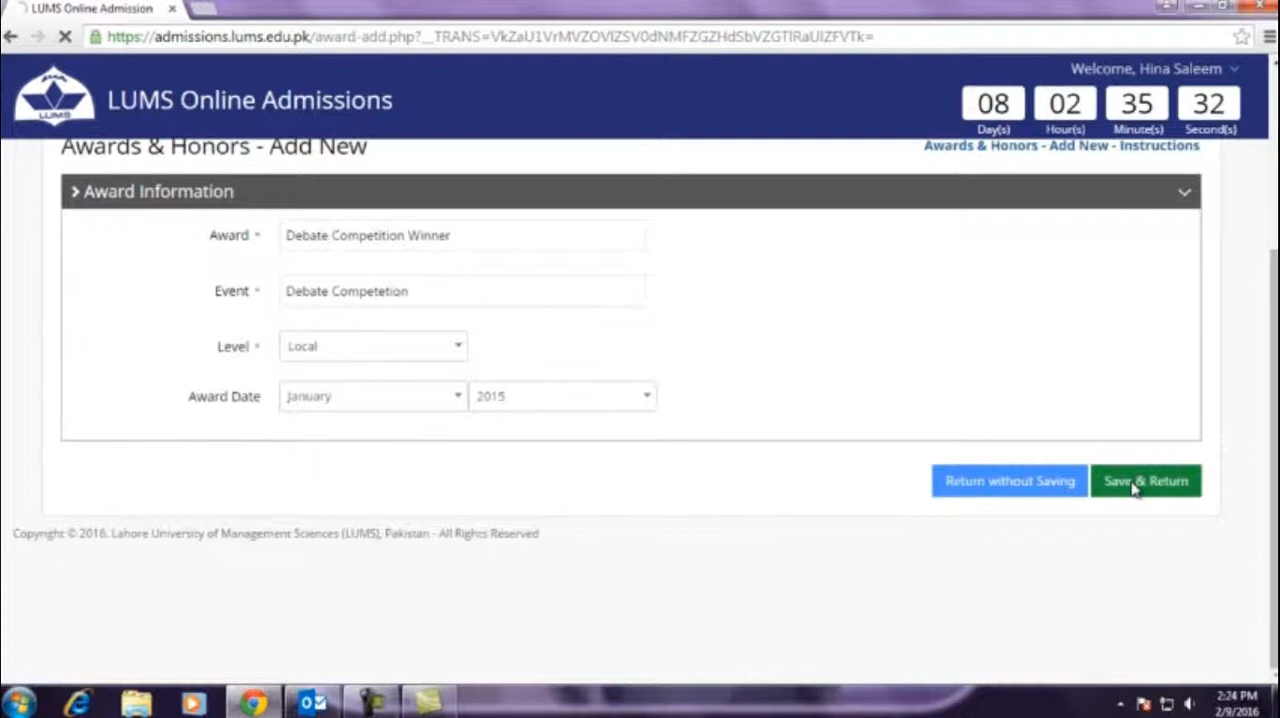 LUMS Online Admission
https://admissions.lums.edu.pk/award-add.php?__TRANS=
Welcome, Hina Saleem
LUMS
LUMS Online Admissions
08 02 35 32
Day(s) Hour(s) Minute(s) Second(s)
Awards & Honors - Add New
Awards & Honors - Add New - Instructions
Award Information
Award * Debate Competition Winner
Event * Debate Competetion
Level * Local
Award Date January 2015
Return without Saving Save & Return
Copyright © 2016. Lahore University of Management Sciences (LUMS), Pakistan - All Rights Reserved
2:24 PM
2/9/2016